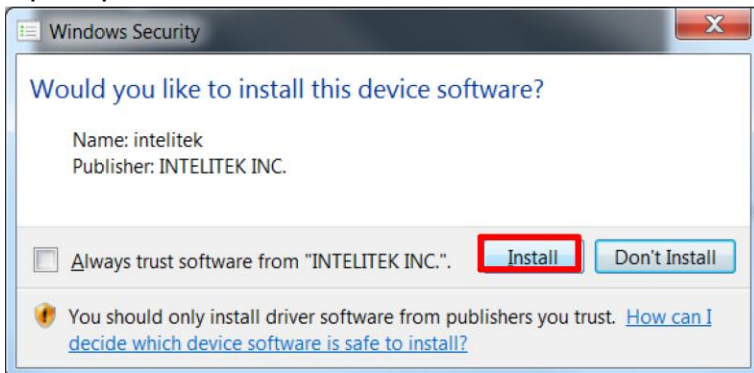 Windows Security
Would you like to install this device software?
Name: intelitek
Publisher: INTELITEK INC.
Always trust software from "INTELITEK INC.".
Install
Don't Install
You should only install driver software from publishers you trust. How can I
decide which device software is safe to install?